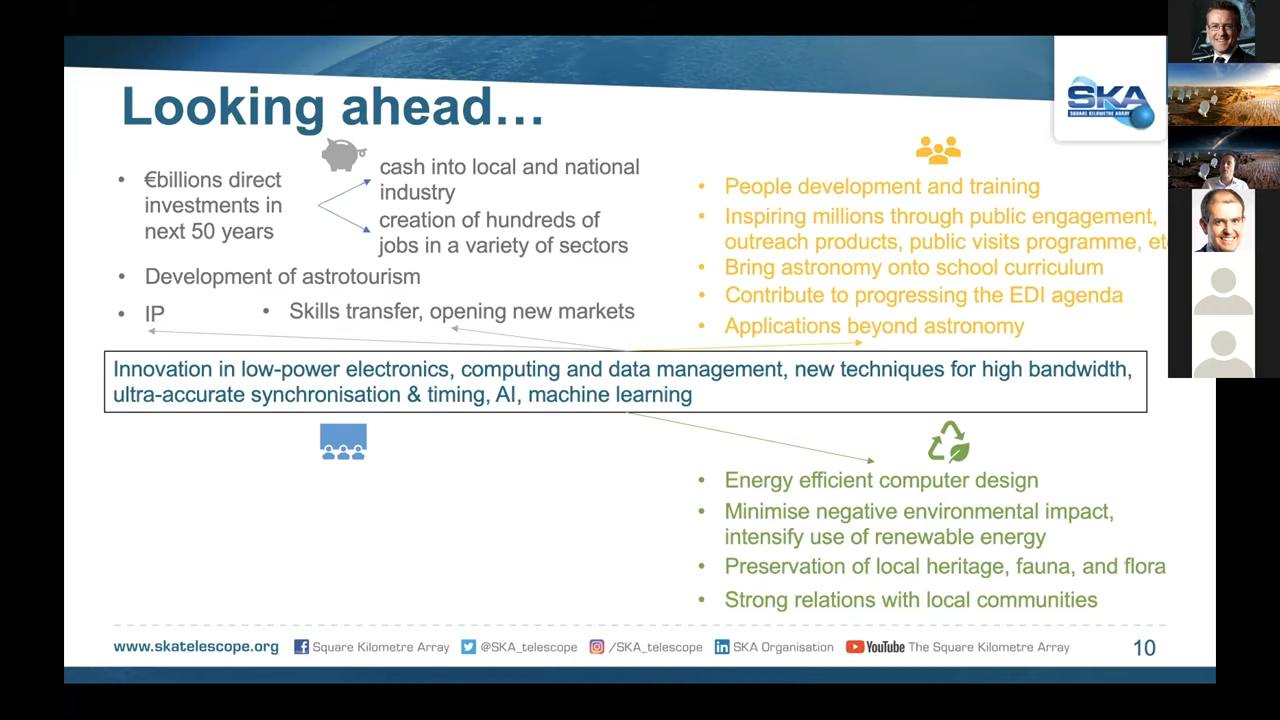 Looking ahead...
SKA
SQUARE KILOMETRE ARRAY
• €billions direct
investments in
next 50 years
cash into local and national
industry
creation of hundreds of
jobs in a variety of sectors
• Development of astrotourism
• IP
• Skills transfer, opening new markets
• People development and training
• Inspiring millions through public engagement,
outreach products, public visits programme, et
• Bring astronomy onto school curriculum
• Contribute to progressing the EDI agenda
• Applications beyond astronomy
Innovation in low-power electronics, computing and data management, new techniques for high bandwidth,
ultra-accurate synchronisation & timing, AI, machine learning
• Energy efficient computer design
• Minimise negative environmental impact,
intensify use of renewable energy
• Preservation of local heritage, fauna, and flora
• Strong relations with local communities
www.skatelescope.org Square Kilometre Array @SKA_telescope /SKA_telescope SKA Organisation YouTube The Square Kilometre Array 10